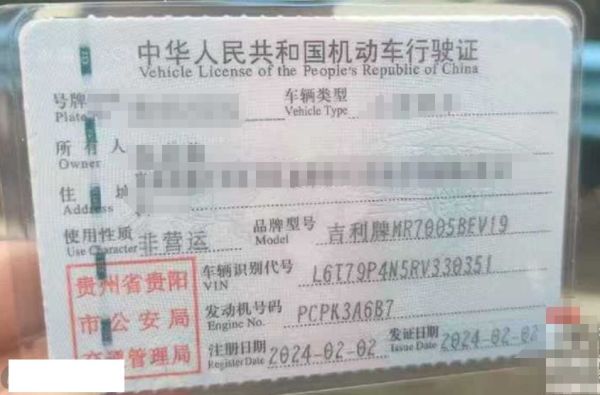 中华人民共和国机动车行驶证
Vehicle License of the People's Republic of China
号牌 车辆类型
Plate Vehicle Type
所有人
Owner
住 址
Address
使用性质 非营运 品牌型号 吉利牌MR7005BEV19
Use Character Model
车辆识别代号 L6T79P4N5RV330351
VIN
发动机号码 PCPK3A6B7
Engine No.
注册日期 2024-02-02 发证日期 2024-02-02
Register Date Issue Date
贵州省贵阳
市公安局
交通管理局